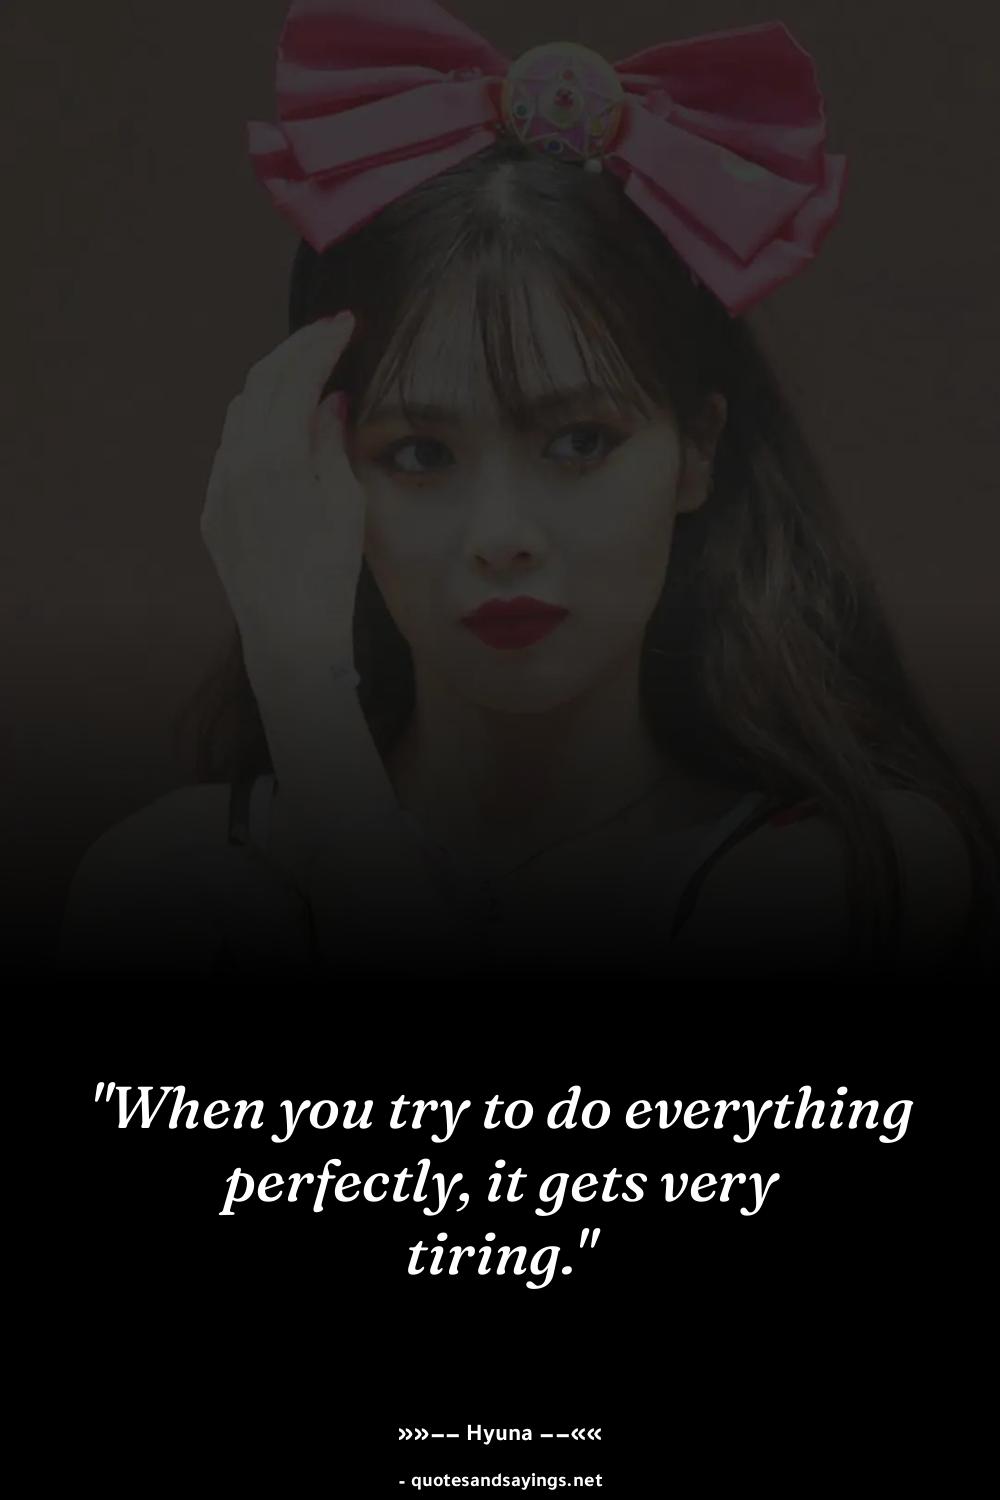 "When you try to do everything
perfectly, it gets very
tiring."
»»−− Hyuna −−««
- quotesandsayings.net